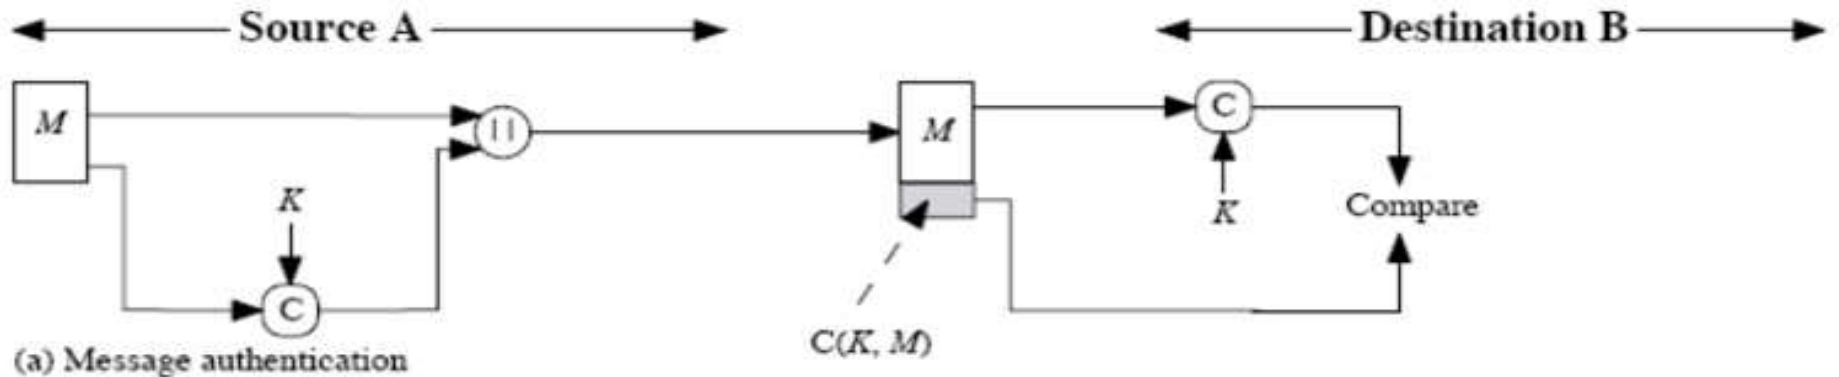 Source A
Destination B
M
||
M
C
K
K
Compare
C
C(K, M)
(a) Message authentication